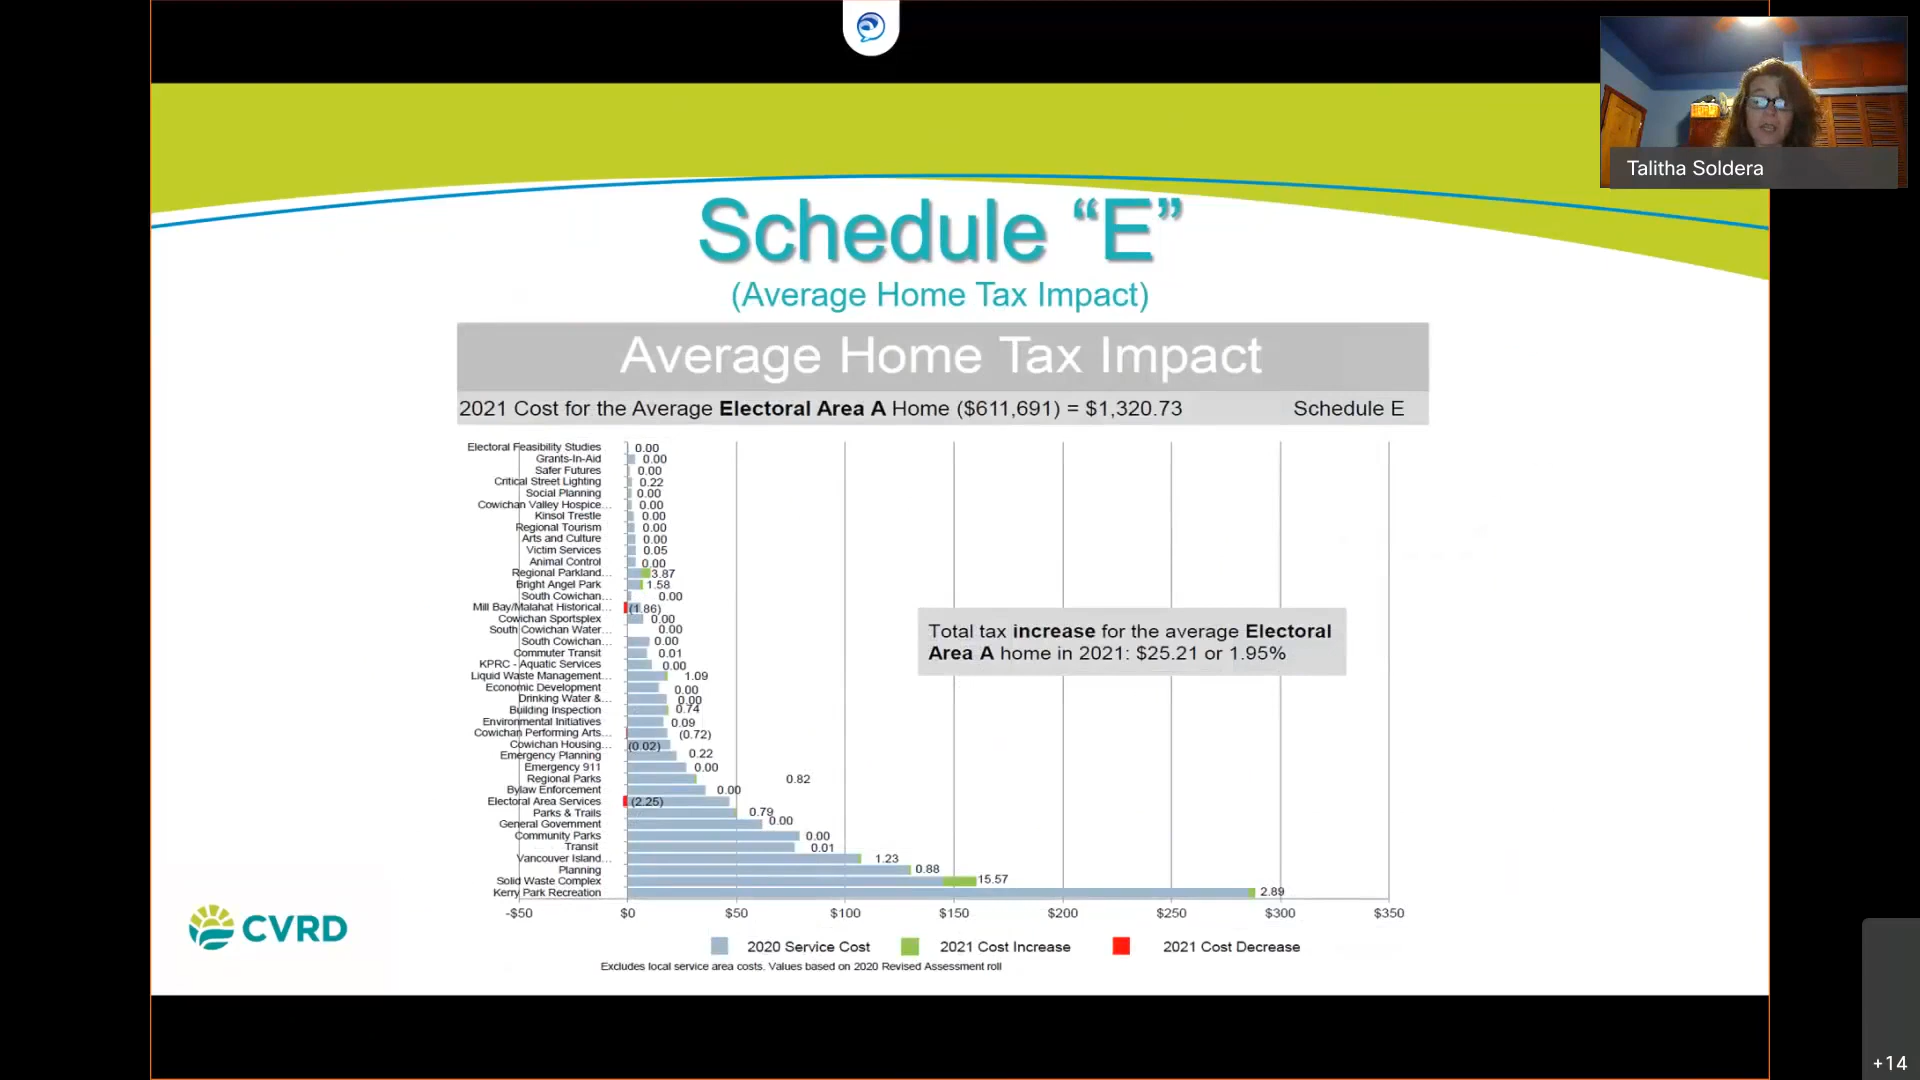 Talitha Soldera
Schedule “E”
(Average Home Tax Impact)
Average Home Tax Impact
2021 Cost for the Average Electoral Area A Home ($611,691) = $1,320.73 Schedule E
Electoral Feasibility Studies 0.00
Grants-In-Aid 0.00
Safer Futures 0.00
Critical Street Lighting 0.22
Social Planning 0.00
Cowichan Valley Hospice... 0.00
Kinsol Trestle 0.00
Regional Tourism 0.00
Arts and Culture 0.00
Victim Services 0.05
Animal Control 0.00
Regional Parkland... 3.87
Bright Angel Park 1.58
South Cowichan... 0.00
Mill Bay/Malahat Historical... (1.86)
Cowichan Sportsplex 0.00
South Cowichan Water... 0.00
South Cowichan... 0.00
Commuter Transit 0.01
KPRC - Aquatic Services 0.00
Liquid Waste Management... 1.09
Economic Development 0.00
Drinking Water &... 0.00
Building Inspection 0.74
Environmental Initiatives 0.09
Cowichan Performing Arts... (0.72)
Cowichan Housing... (0.02)
Emergency Planning 0.22
Emergency 911 0.00
Regional Parks 0.82
Bylaw Enforcement 0.00
Electoral Area Services (2.25)
Parks & Trails 0.79
General Government 0.00
Community Parks 0.00
Transit 0.01
Vancouver Island... 1.23
Planning 0.88
Solid Waste Complex 15.57
Kerry Park Recreation 2.89
Total tax increase for the average Electoral
Area A home in 2021: $25.21 or 1.95%
-$50 $0 $50 $100 $150 $200 $250 $300 $350
2020 Service Cost 2021 Cost Increase 2021 Cost Decrease
Excludes local service area costs. Values based on 2020 Revised Assessment roll
CVRD
+14